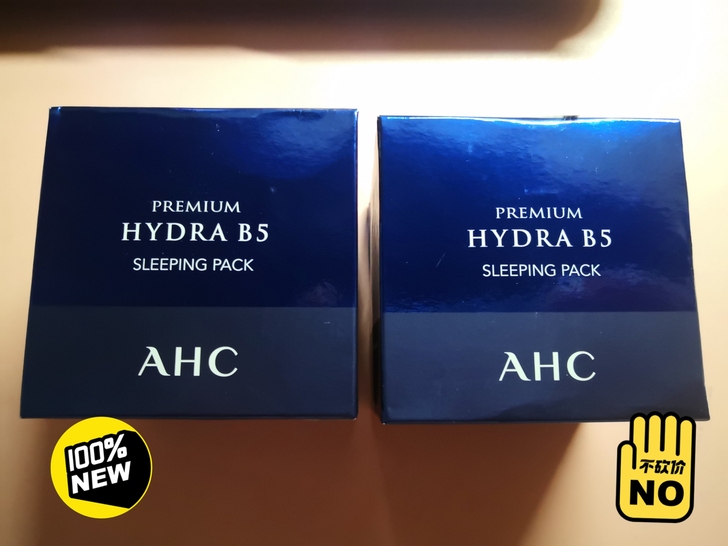 PREMIUM
HYDRA B5
SLEEPING PACK
AHC
PREMIUM
HYDRA B5
SLEEPING PACK
AHC
100%
NEW
不砍价
NO